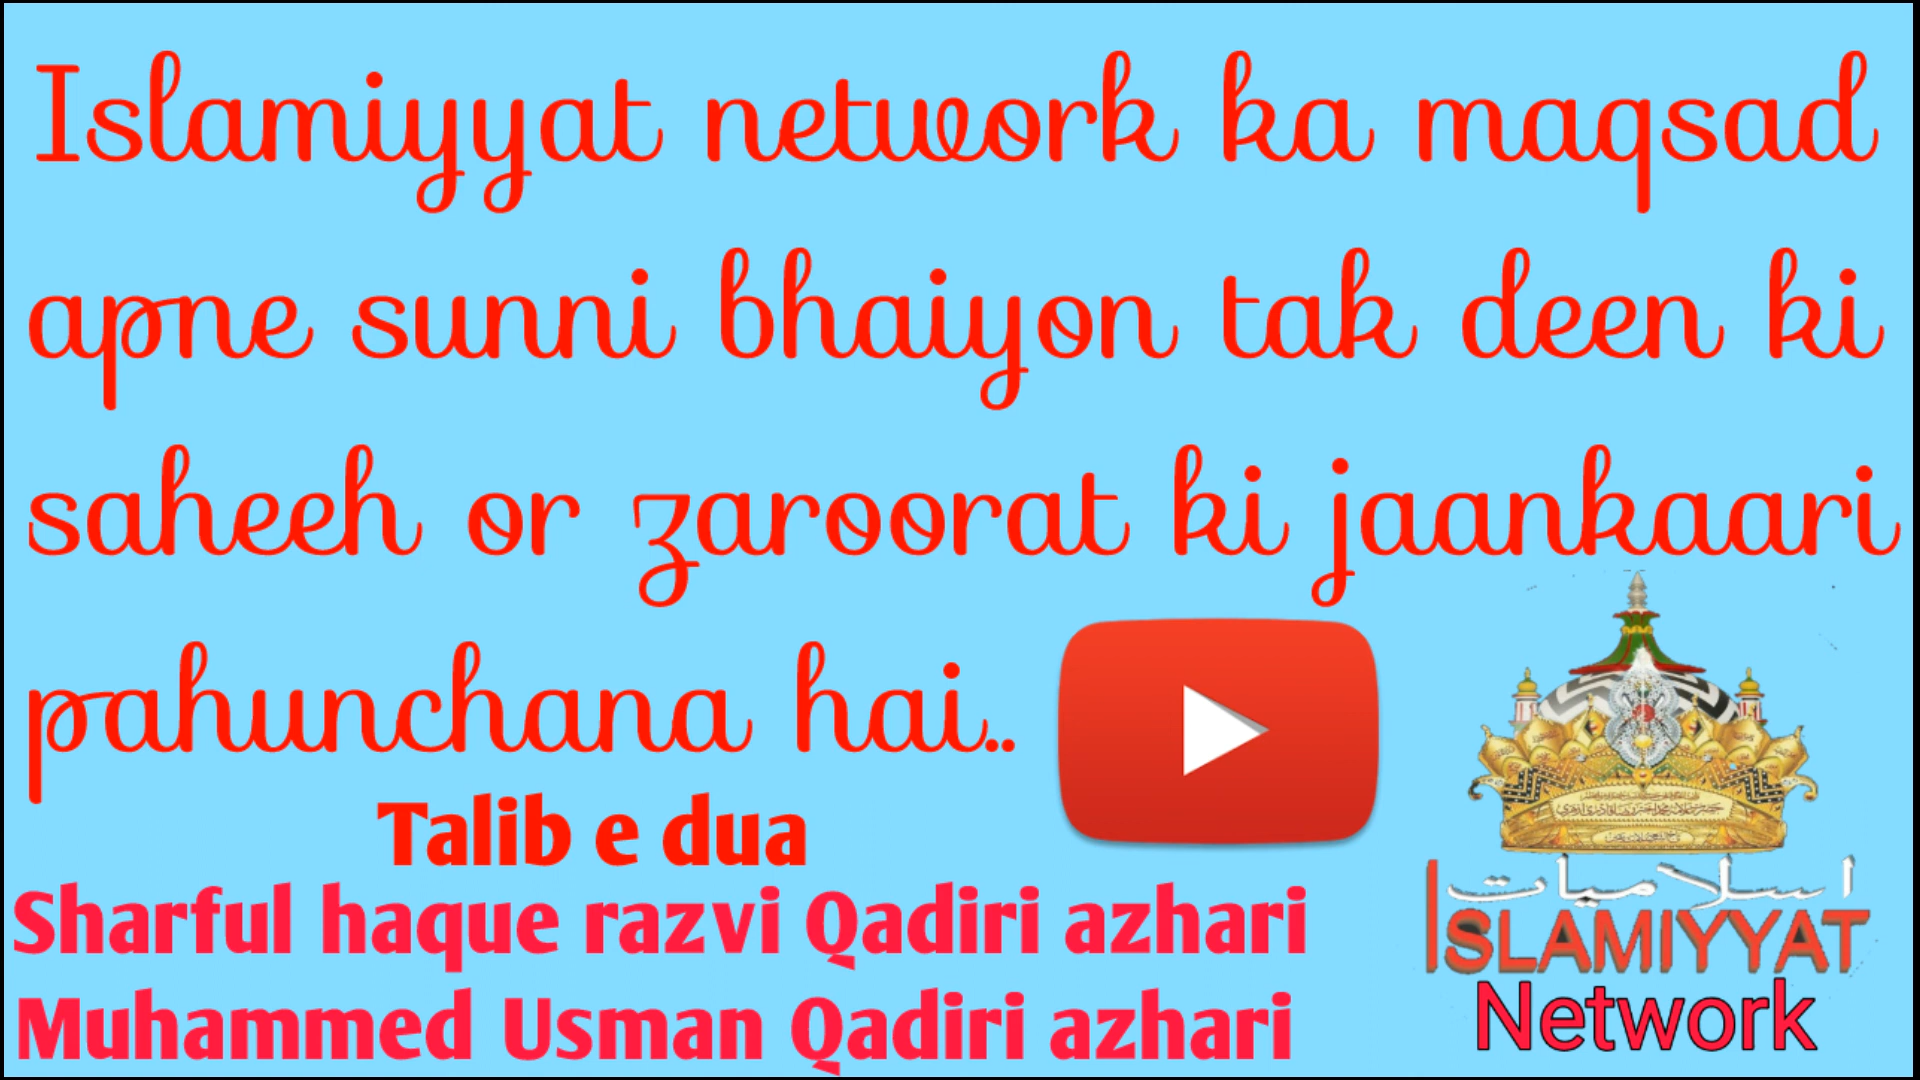 Islamiyyat network ka maqsad
apne sunni bhaiyon tak deen ki
saheeh or zaroorat ki jaankaari
pahunchana hai..
Talib e dua
Sharful haque razvi Qadiri azhari
Muhammed Usman Qadiri azhari
اسلامیات
ISLAMIYYAT
Network